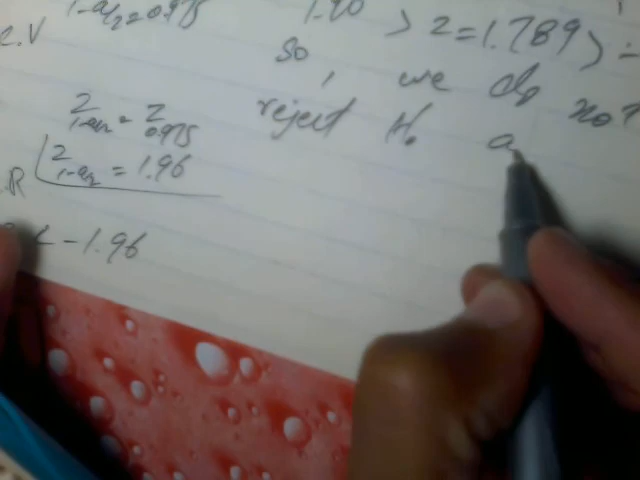 1-α/2 = 0.975
C.V
Z1-α/2 = Z0.975
Z1-α/2 = 1.96
.R
< -1.96
1.96 > Z = 1.789 > -
So, we do not
reject H₀ a